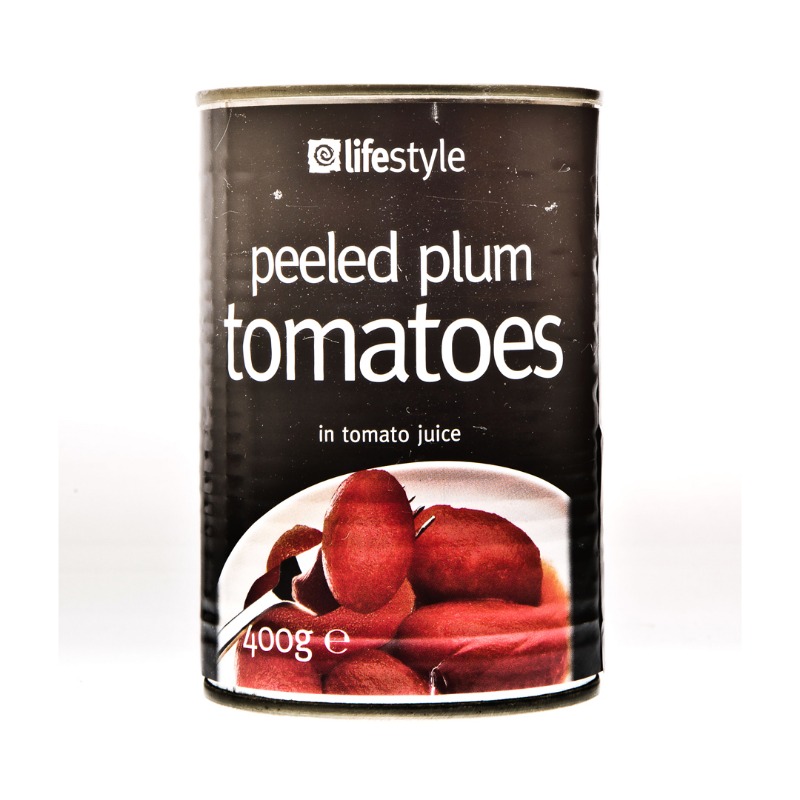 lifestyle
peeled plum
tomatoes
in tomato juice
400g ℮